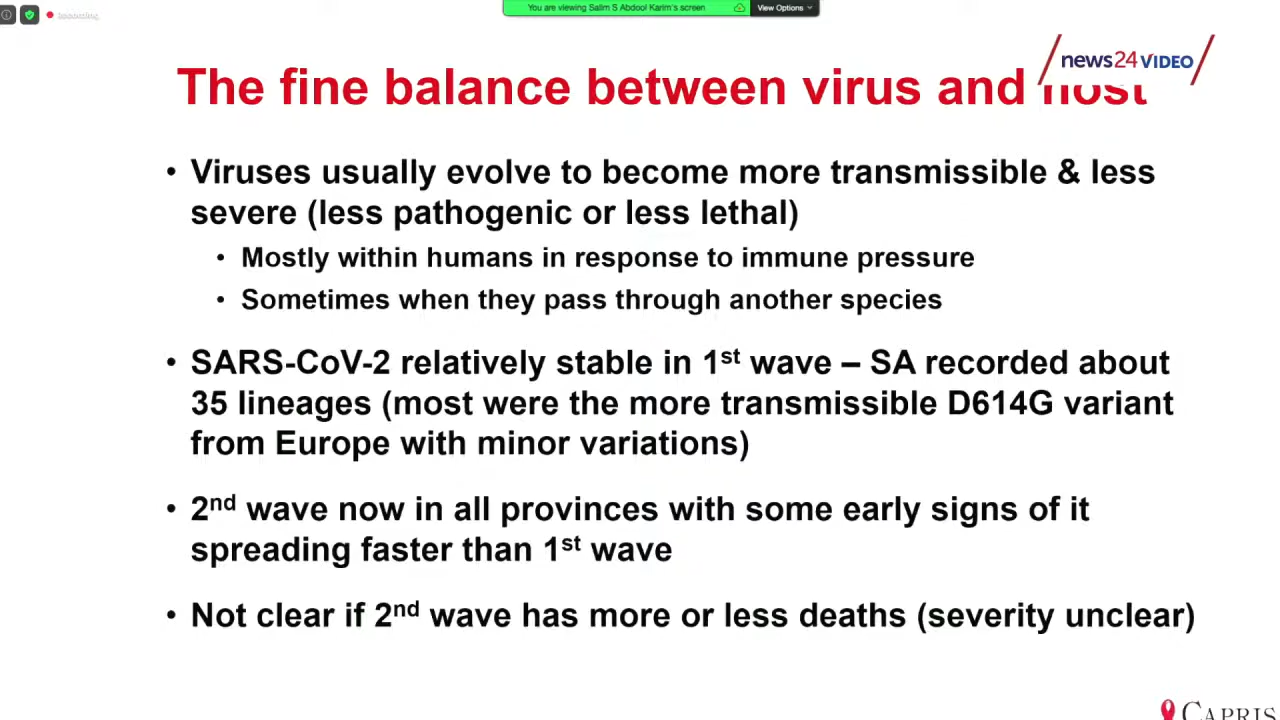 Recording
You are viewing Salim S Abdool Karim's screen
View Options
news24 VIDEO
The fine balance between virus and host
• Viruses usually evolve to become more transmissible & less
severe (less pathogenic or less lethal)
• Mostly within humans in response to immune pressure
• Sometimes when they pass through another species
• SARS-CoV-2 relatively stable in 1st wave – SA recorded about
35 lineages (most were the more transmissible D614G variant
from Europe with minor variations)
• 2nd wave now in all provinces with some early signs of it
spreading faster than 1st wave
• Not clear if 2nd wave has more or less deaths (severity unclear)
CAPRIS